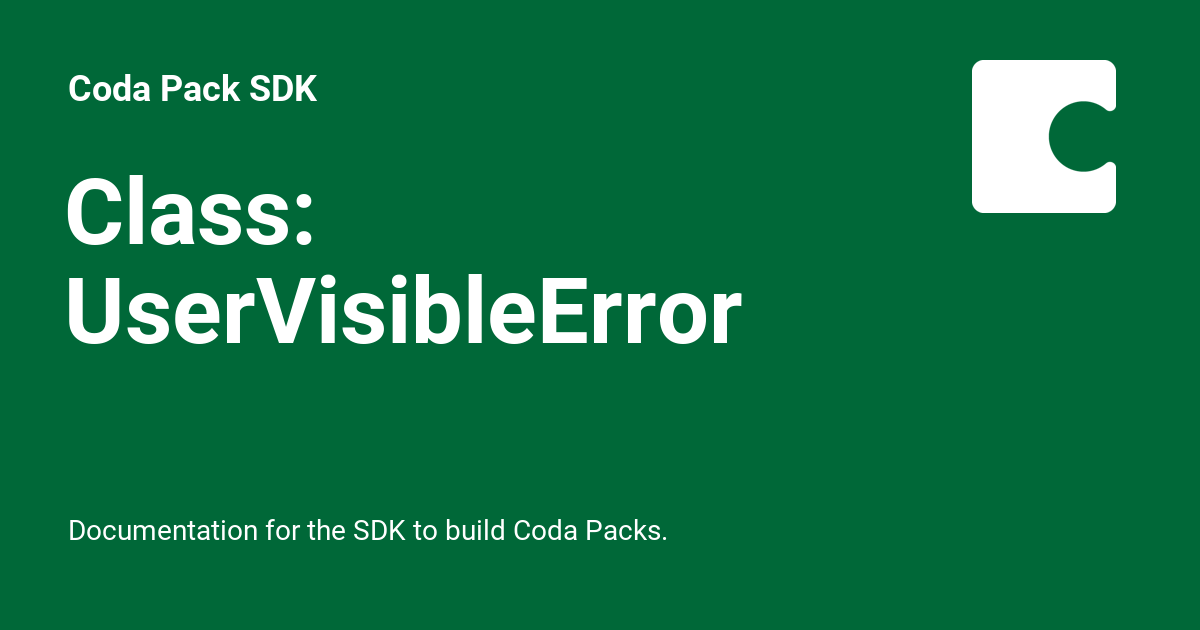 Coda Pack SDK
Class:
UserVisibleError
Documentation for the SDK to build Coda Packs.